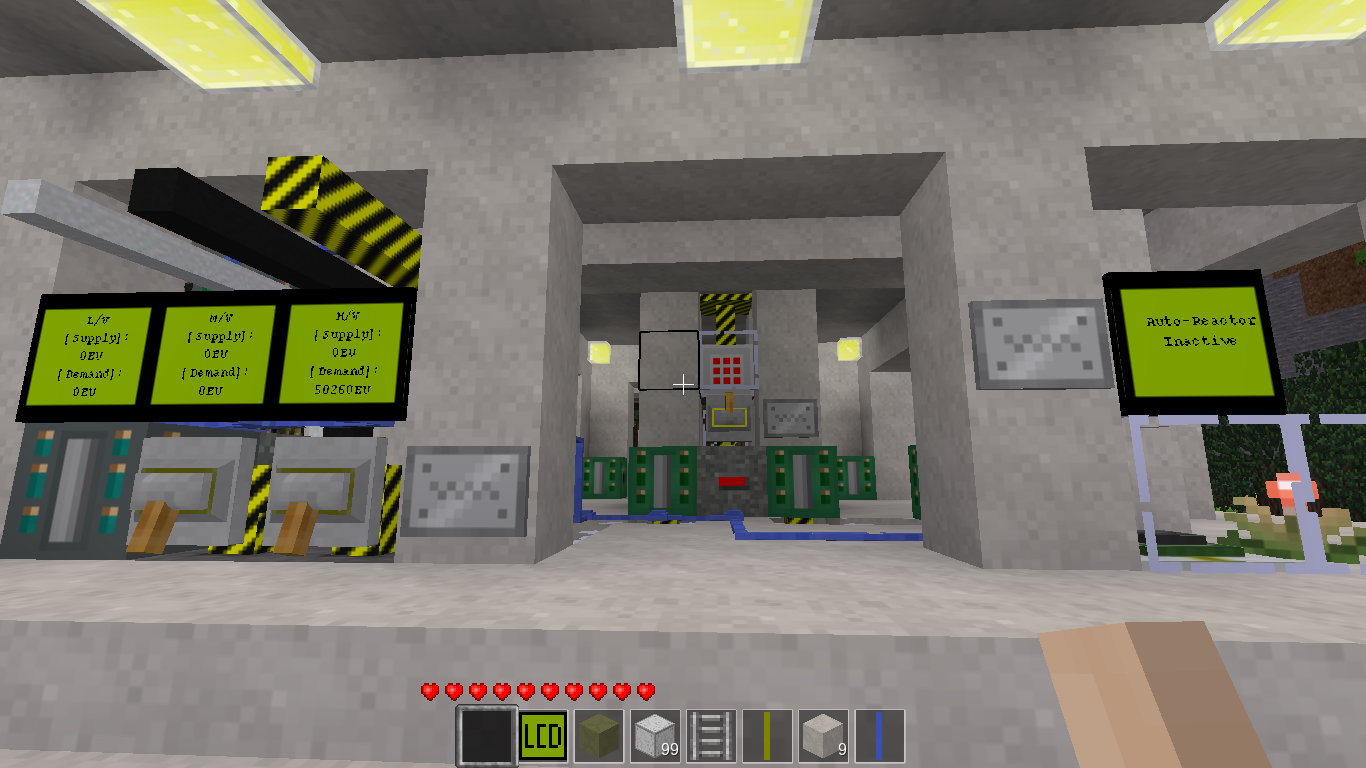 L/V
[Supply]:
0EU
[Demand]:
0EU
M/V
[Supply]:
0EU
[Demand]:
0EU
H/V
[Supply]:
0EU
[Demand]:
50260EU
Auto-Reactor
Inactive
LCD
99
9